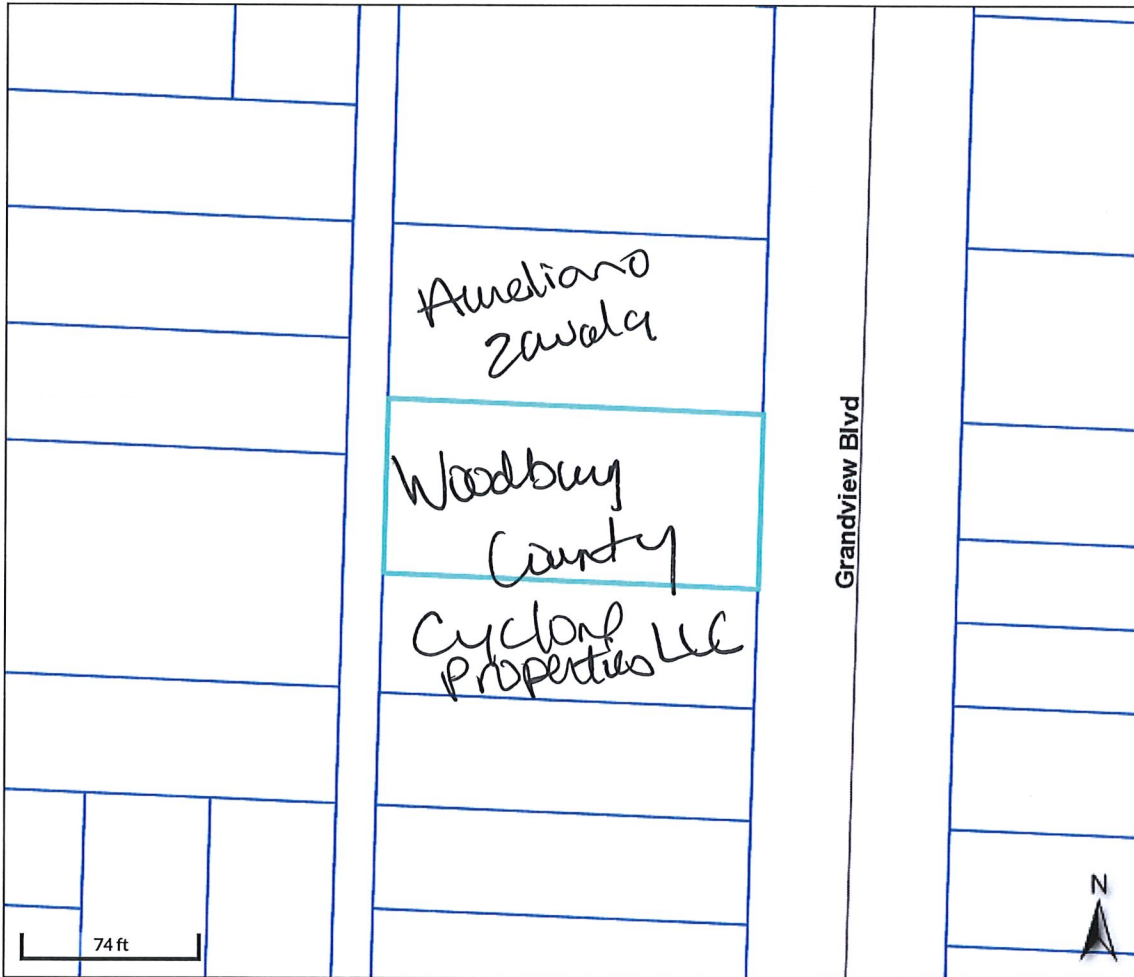 Aureliano
Zavala
Woodbury
County
Cyclone
Properties LLC
Grandview Blvd
N
74 ft